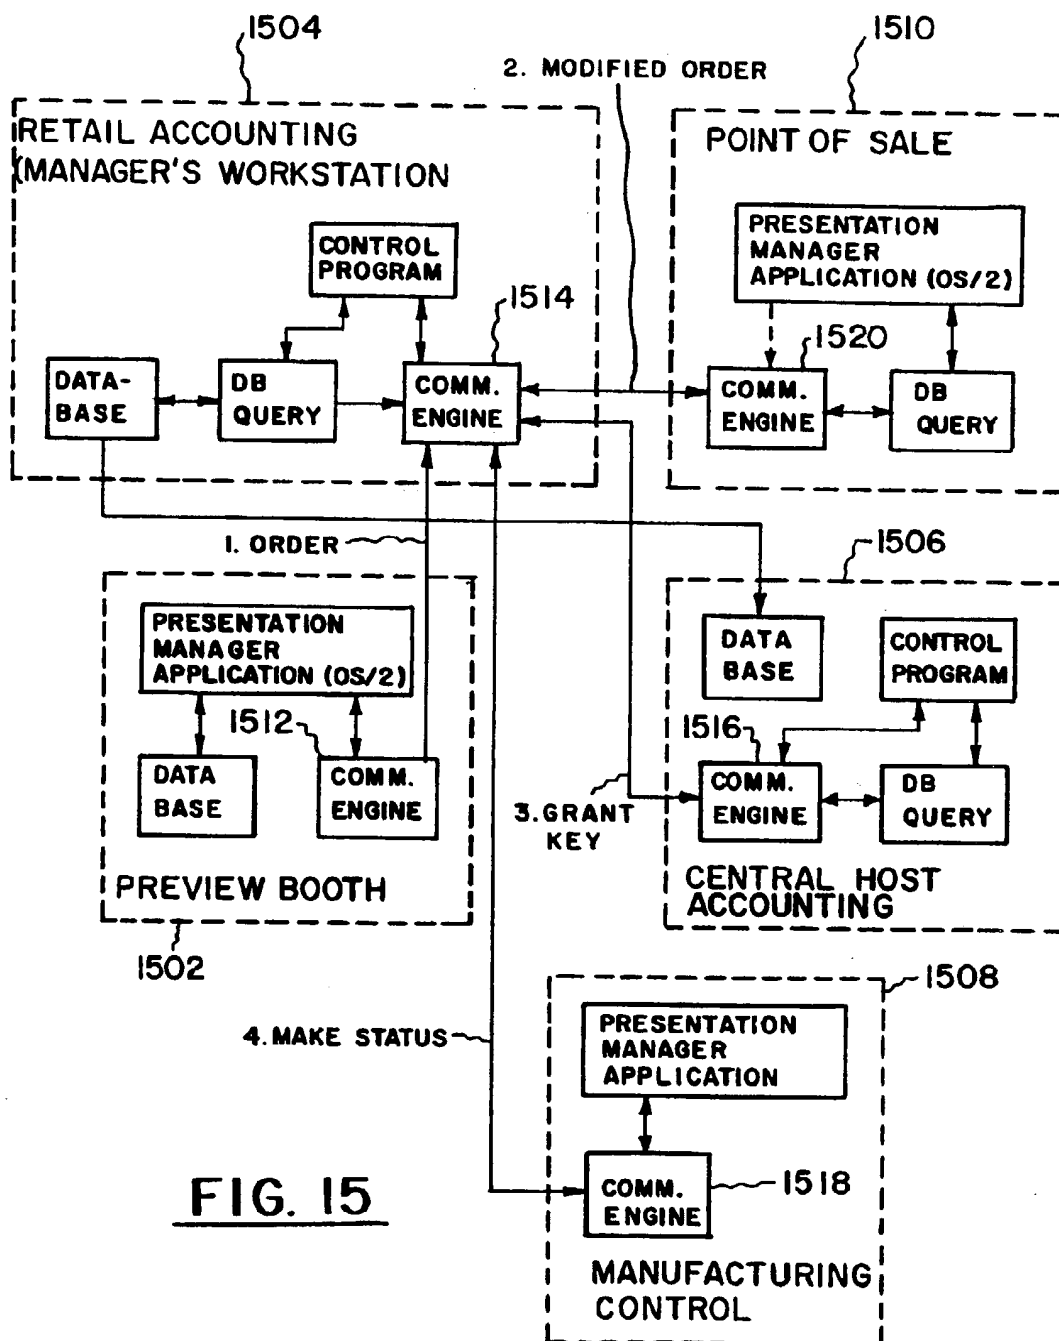 1504
1510
2. MODIFIED ORDER
RETAIL ACCOUNTING
(MANAGER'S WORKSTATION
CONTROL
PROGRAM
1514
DATA-
BASE
DB
QUERY
COMM.
ENGINE
POINT OF SALE
PRESENTATION
MANAGER
APPLICATION (OS/2)
1520
COMM.
ENGINE
DB
QUERY
1. ORDER
PRESENTATION
MANAGER
APPLICATION (OS/2)
1512
DATA
BASE
COMM.
ENGINE
PREVIEW BOOTH
1502
1506
DATA
BASE
CONTROL
PROGRAM
1516
COMM.
ENGINE
DB
QUERY
3. GRANT
KEY
CENTRAL HOST
ACCOUNTING
1508
4. MAKE STATUS
PRESENTATION
MANAGER
APPLICATION
COMM.
ENGINE
1518
MANUFACTURING
CONTROL
FIG. 15